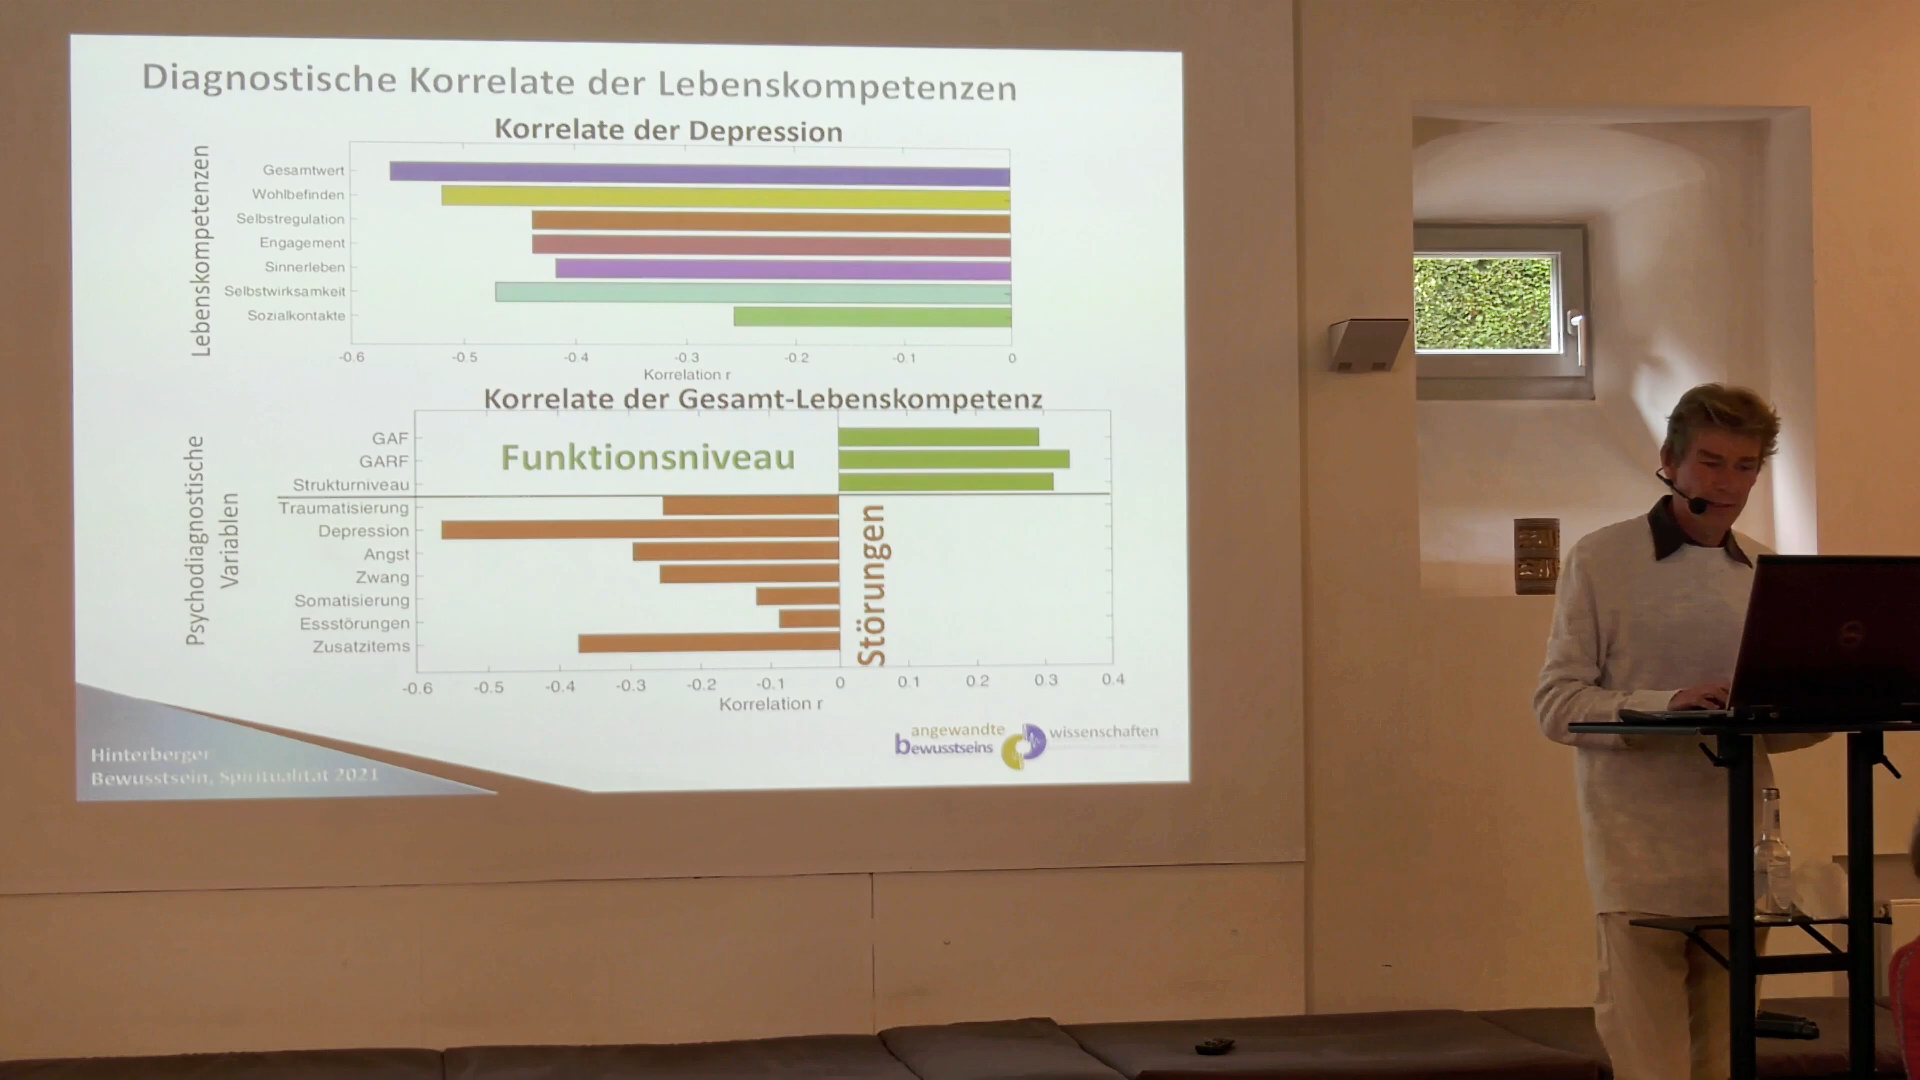 Diagnostische Korrelate der Lebenskompetenzen
Korrelate der Depression
Lebenskompetenzen
Gesamtwert
Wohlbefinden
Selbstregulation
Engagement
Sinnerleben
Selbstwirksamkeit
Sozialkontakte
-0.6 -0.5 -0.4 -0.3 -0.2 -0.1 0
Korrelation r
Korrelate der Gesamt-Lebenskompetenz
Psychodiagnostische
Variablen
GAF
GARF
Strukturniveau
Funktionsniveau
Traumatisierung
Depression
Angst
Zwang
Somatisierung
Essstörungen
Zusatzitems
Störungen
-0.6 -0.5 -0.4 -0.3 -0.2 -0.1 0 0.1 0.2 0.3 0.4
Korrelation r
Hinterberger
Bewusstsein, Spiritualität 2021
angewandte
bewusstseins wissenschaften